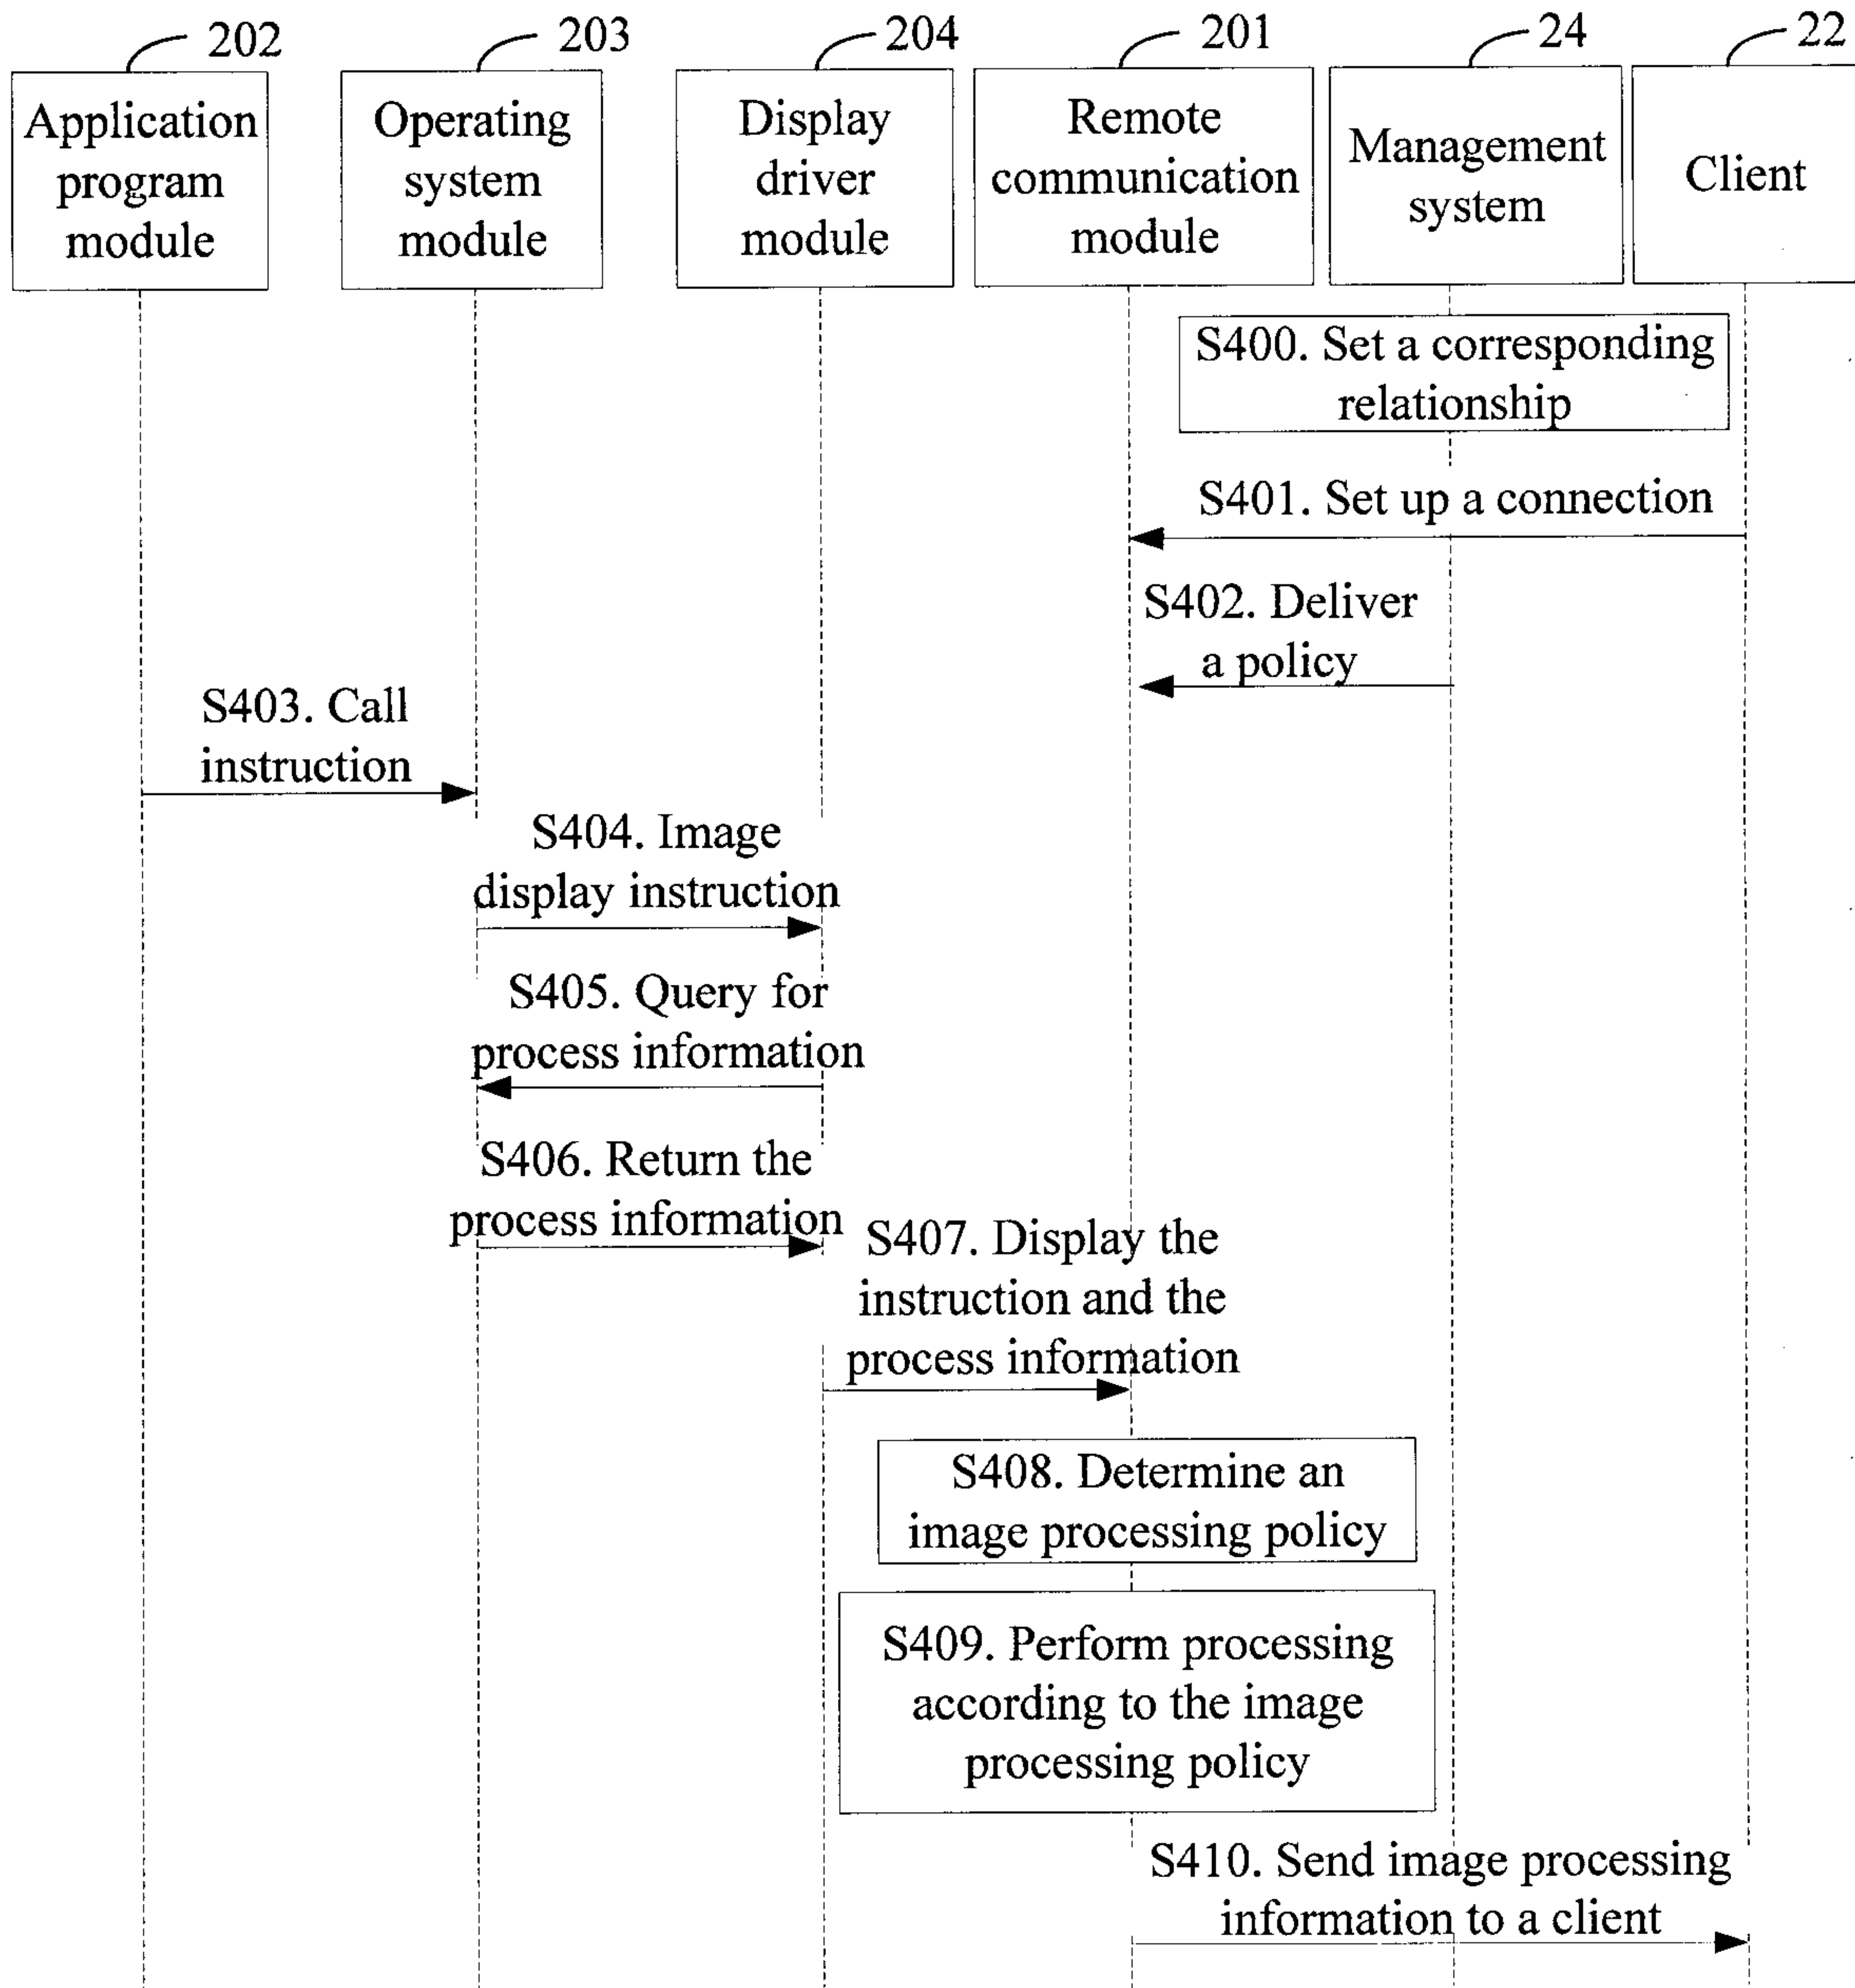 202
203
204
201
24
22
Application
program
module
Operating
system
module
Display
driver
module
Remote
communication
module
Management
system
Client
S400. Set a corresponding
relationship
S401. Set up a connection
S402. Deliver
a policy
S403. Call
instruction
S404. Image
display instruction
S405. Query for
process information
S406. Return the
process information
S407. Display the
instruction and the
process information
S408. Determine an
image processing policy
S409. Perform processing
according to the image
processing policy
S410. Send image processing
information to a client